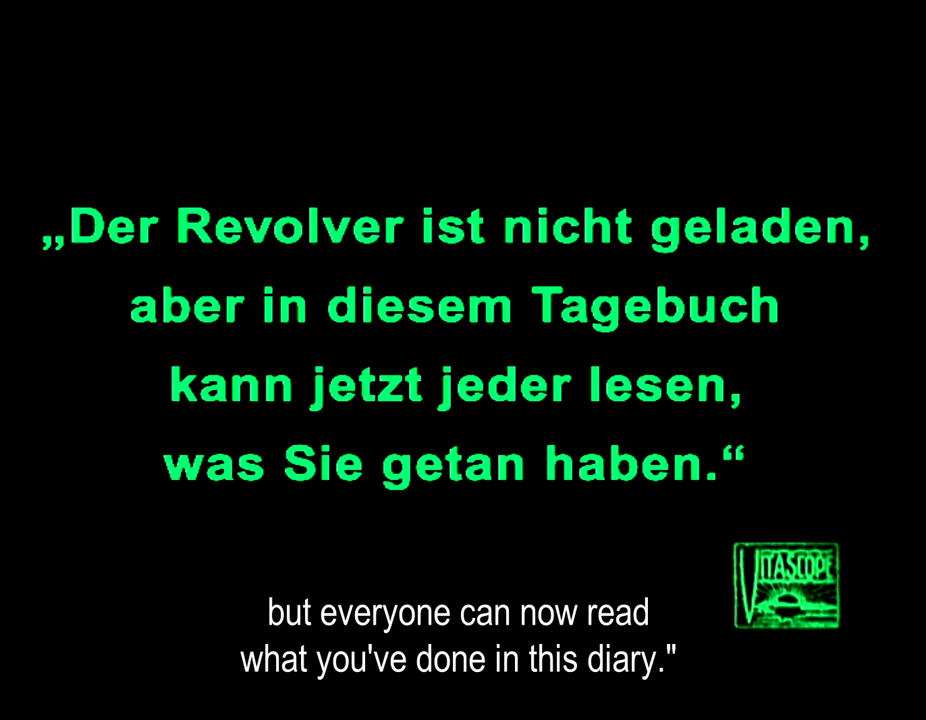 „Der Revolver ist nicht geladen,
aber in diesem Tagebuch
kann jetzt jeder lesen,
was Sie getan haben.“
VITASCOPE
but everyone can now read
what you've done in this diary."